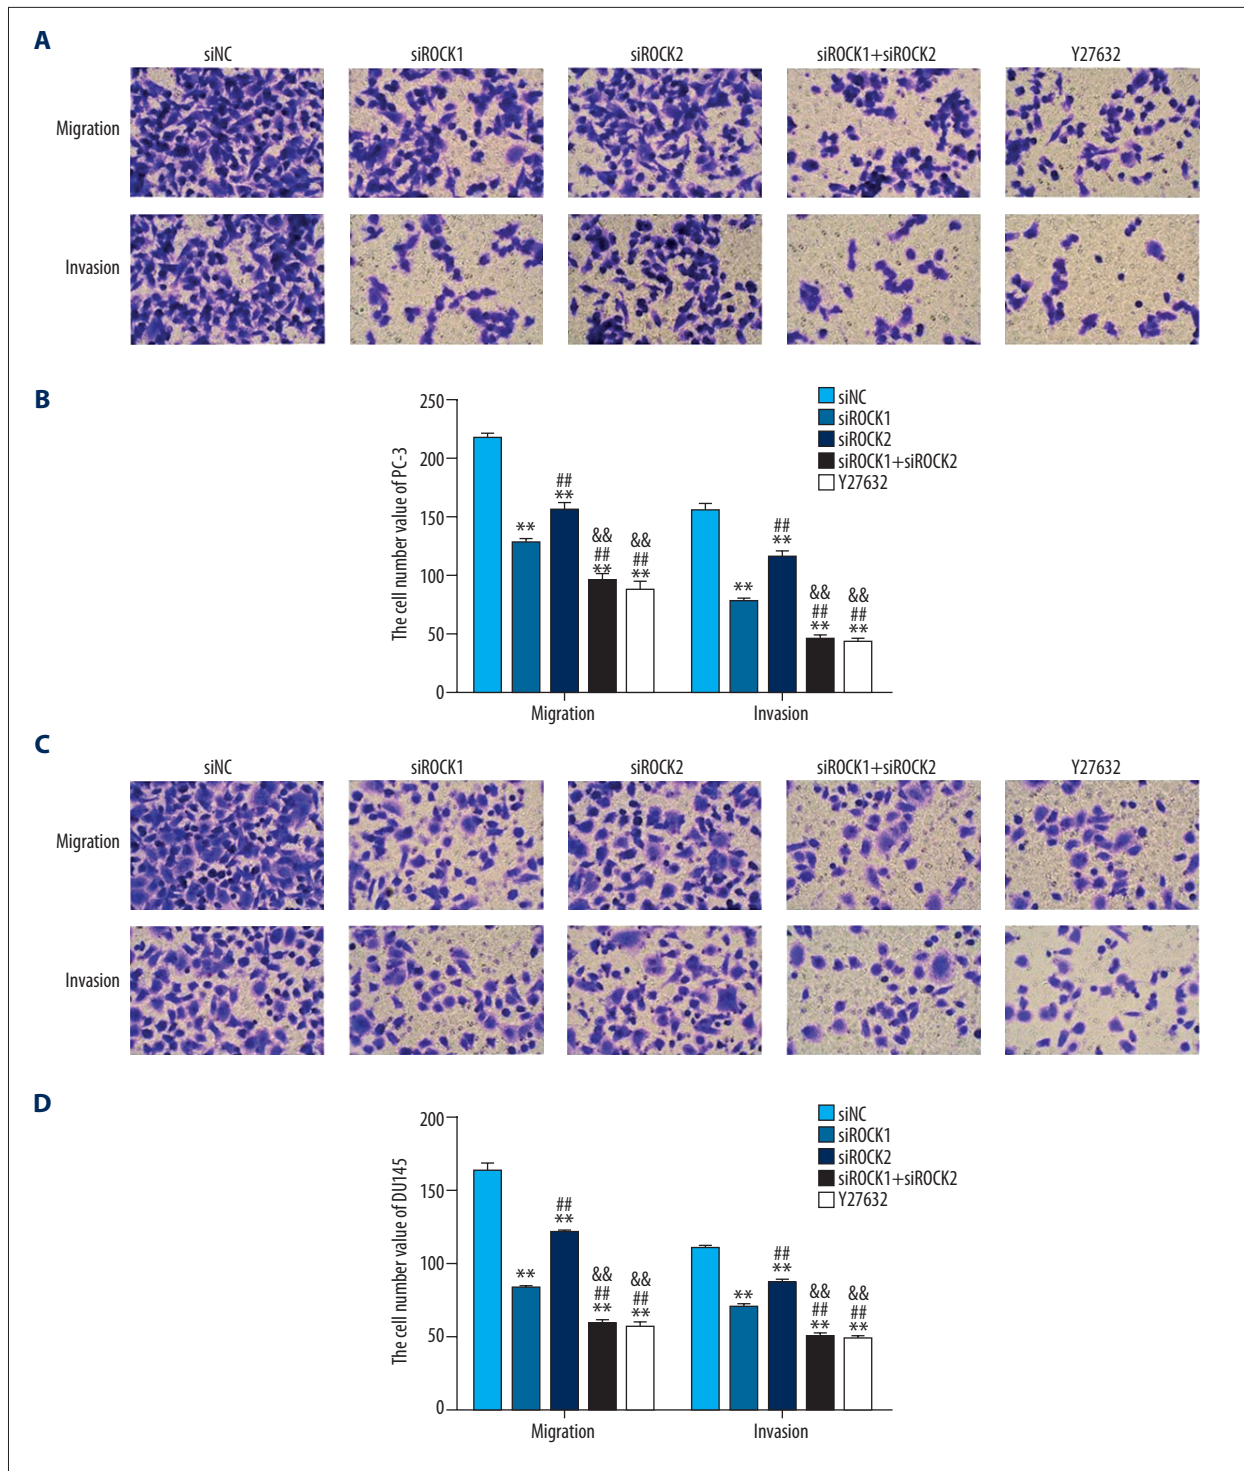 A
siNC siROCK1 siROCK2 siROCK1+siROCK2 Y27632
Migration
Invasion
B
250
200
150
100
50
0
The cell number value of PC-3
siNC
siROCK1
siROCK2
siROCK1+siROCK2
Y27632
**
##
**
&&
##
**
&&
##
**
**
##
**
&&
##
**
&&
##
**
Migration Invasion
C
siNC siROCK1 siROCK2 siROCK1+siROCK2 Y27632
Migration
Invasion
D
200
150
100
50
0
The cell number value of DU145
siNC
siROCK1
siROCK2
siROCK1+siROCK2
Y27632
**
##
**
&&
##
**
&&
##
**
**
##
**
&&
##
**
&&
##
**
Migration Invasion